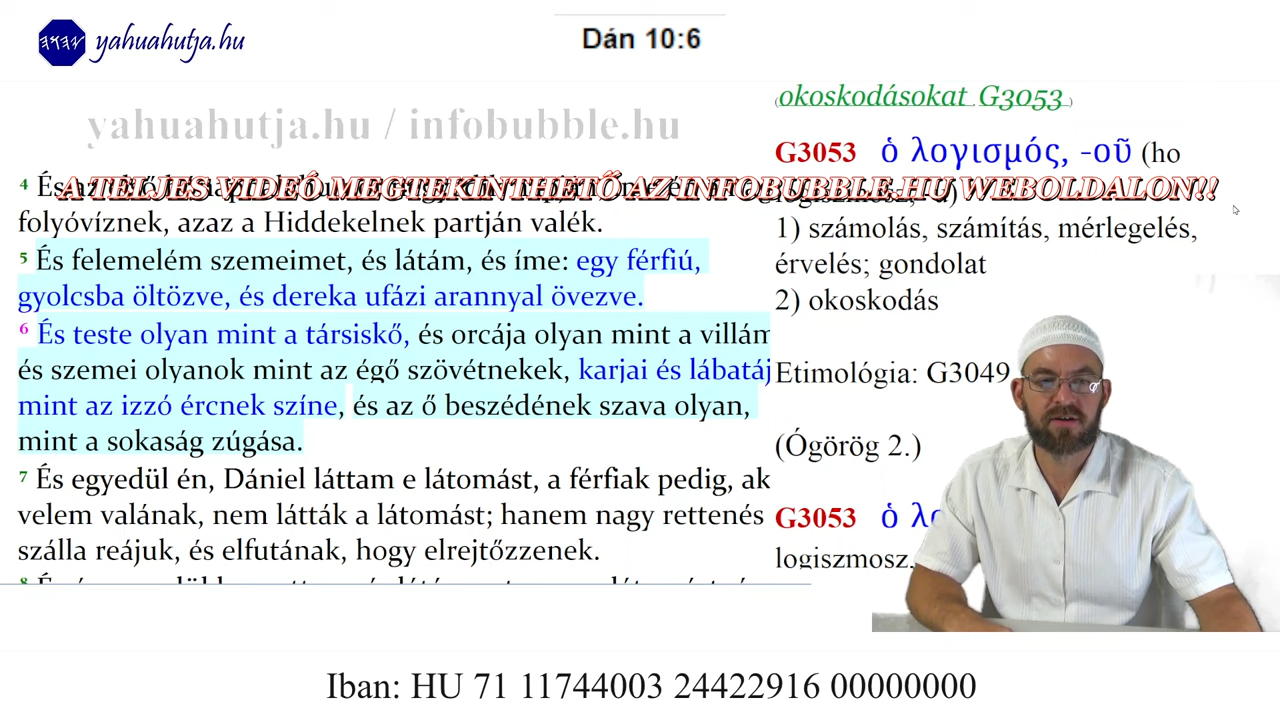 yahuahutja.hu
Dán 10:6
yahuahutja.hu / infobubble.hu
A TELJES VIDEÓ MEGTEKINTHETŐ AZ INFOBUBBLE.HU WEBOLDALON!!
folyóvíznek, azaz a Hiddekelnek partján valék.
5 És felemelém szemeimet, és látám, és íme: egy férfiú,
gyolcsba öltözve, és dereka ufázi arannyal övezve.
6 És teste olyan mint a társiskő, és orcája olyan mint a villám
és szemei olyanok mint az égő szövétnekek, karjai és lábatáj
mint az izzó ércnek színe, és az ő beszédének szava olyan,
mint a sokaság zúgása.
7 És egyedül én, Dániel láttam e látomást, a férfiak pedig, ak
velem valának, nem látták a látomást; hanem nagy rettenés
szálla reájuk, és elfutának, hogy elrejtőzzenek.
okoskodásokat G3053
G3053 ὁ λογισμός, -οῦ (ho
1) számolás, számítás, mérlegelés,
érvelés; gondolat
2) okoskodás
Etimológia: G3049
(Ógörög 2.)
G3053 ὁ λο
logiszmosz,
Iban: HU 71 11744003 24422916 00000000